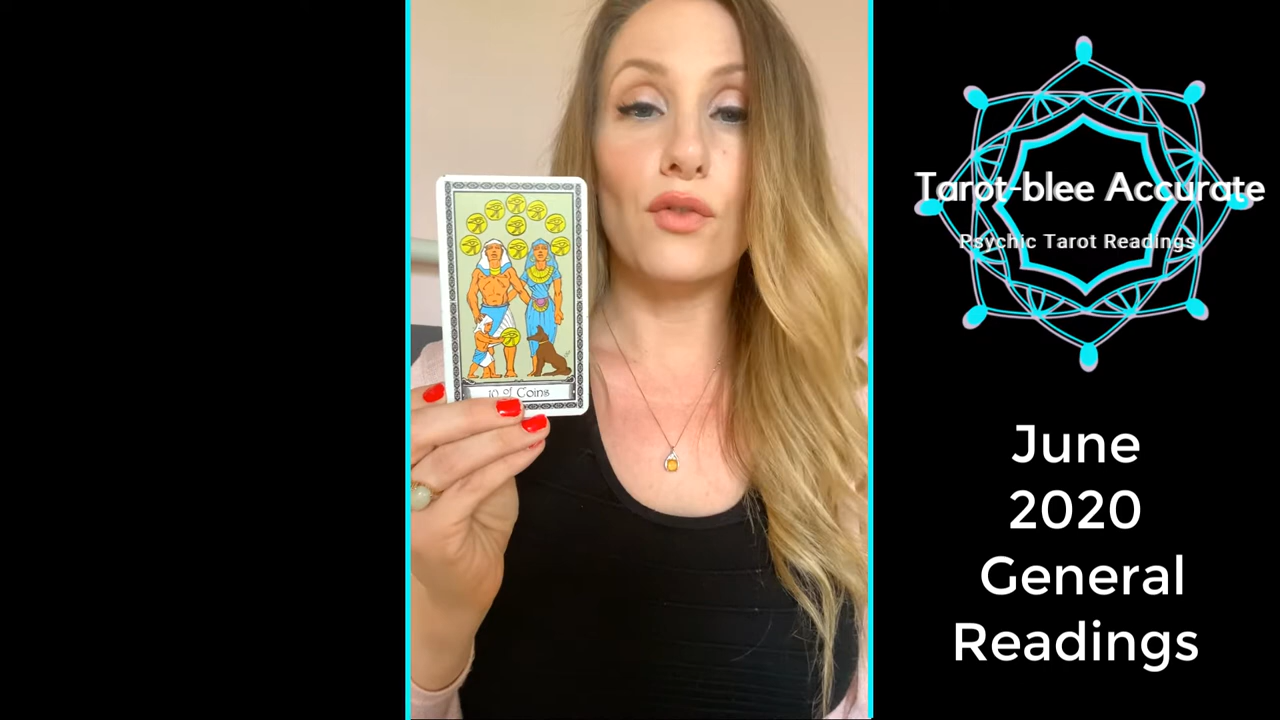 10 of Coins
Tarot-blee Accurate
Psychic Tarot Readings
June
2020
General
Readings